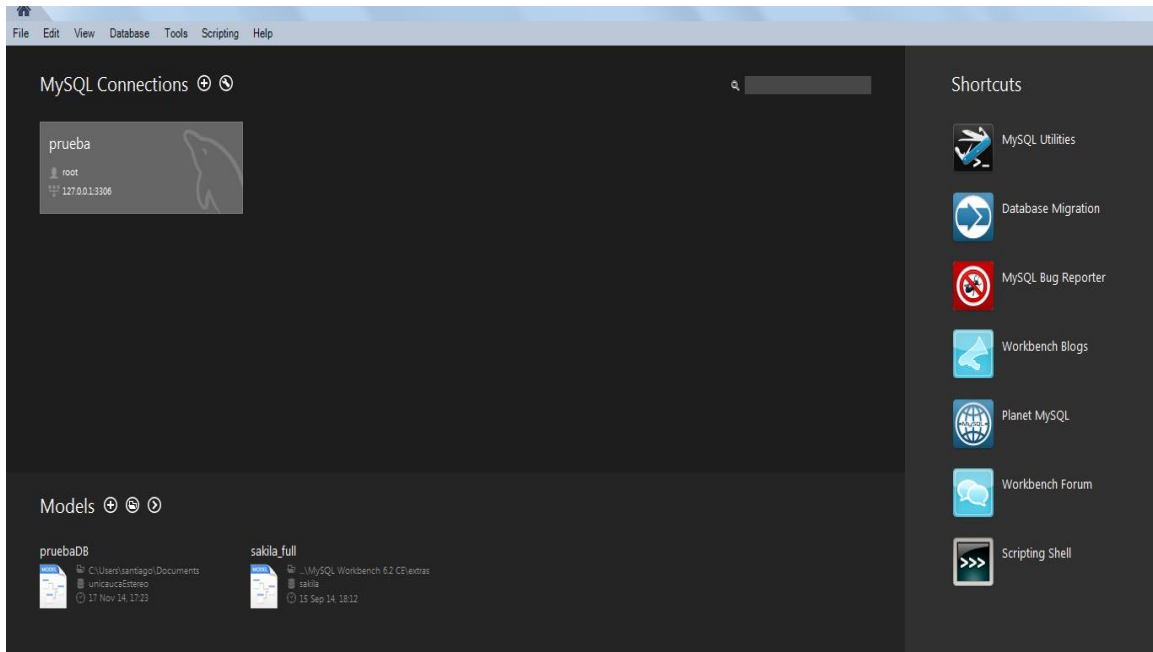 File Edit View Database Tools Scripting Help
MySQL Connections
prueba
root
127.0.0.1:3306
Shortcuts
MySQL Utilities
Database Migration
MySQL Bug Reporter
Workbench Blogs
Planet MySQL
Workbench Forum
Scripting Shell
Models
pruebaDB
MODEL
C:\Users\santiago\Documents
unicaucaEstereo
17 Nov 14, 17:23
sakila_full
MODEL
...\MySQL Workbench 6.2 CE\extras
sakila
15 Sep 14, 18:12